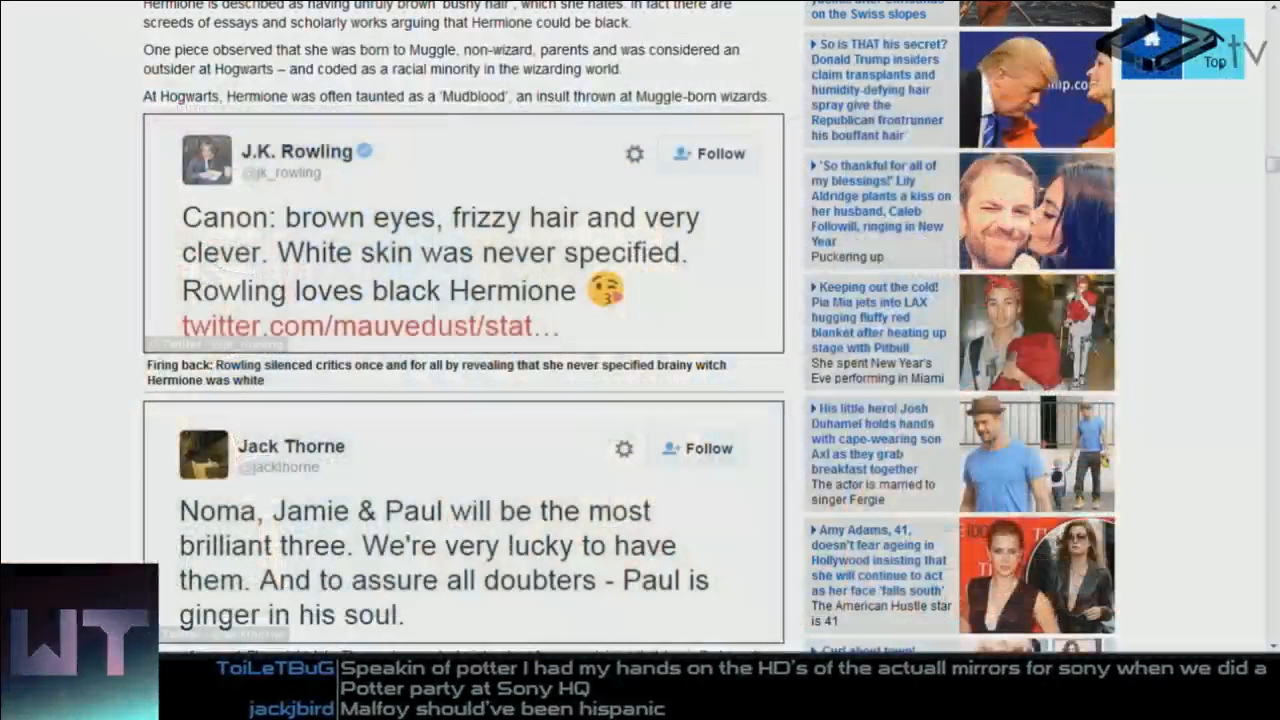 Hermione is described as having unruly brown 'bushy hair', which she hates. In fact there are
screeds of essays and scholarly works arguing that Hermione could be black.
One piece observed that she was born to Muggle, non-wizard, parents and was considered an
outsider at Hogwarts – and coded as a racial minority in the wizarding world.
At Hogwarts, Hermione was often taunted as a 'Mudblood', an insult thrown at Muggle-born wizards.
J.K. Rowling
@jk_rowling
Follow
Canon: brown eyes, frizzy hair and very
clever. White skin was never specified.
Rowling loves black Hermione 😘
twitter.com/mauvedust/stat…
Firing back: Rowling silenced critics once and for all by revealing that she never specified brainy witch
Hermione was white
Jack Thorne
@jackthorne
Follow
Noma, Jamie & Paul will be the most
brilliant three. We're very lucky to have
them. And to assure all doubters - Paul is
ginger in his soul.
on the Swiss slopes
So is THAT his secret?
Donald Trump insiders
claim transplants and
humidity-defying hair
spray give the
Republican frontrunner
his bouffant hair
'So thankful for all of
my blessings!' Lily
Aldridge plants a kiss on
her husband, Caleb
Followill, ringing in New
Year
Puckering up
Keeping out the cold!
Pia Mia jets into LAX
hugging fluffy red
blanket after heating up
stage with Pitbull
She spent New Year's
Eve performing in Miami
His little hero! Josh
Duhamel holds hands
with cape-wearing son
Axl as they grab
breakfast together
The actor is married to
singer Fergie
Amy Adams, 41,
doesn't fear ageing in
Hollywood insisting that
she will continue to act
as her face 'falls south'
The American Hustle star
is 41
Top
tv
WT
ToiLeTBuG Speakin of potter I had my hands on the HD's of the actuall mirrors for sony when we did a
Potter party at Sony HQ
jackjbird Malfoy should've been hispanic